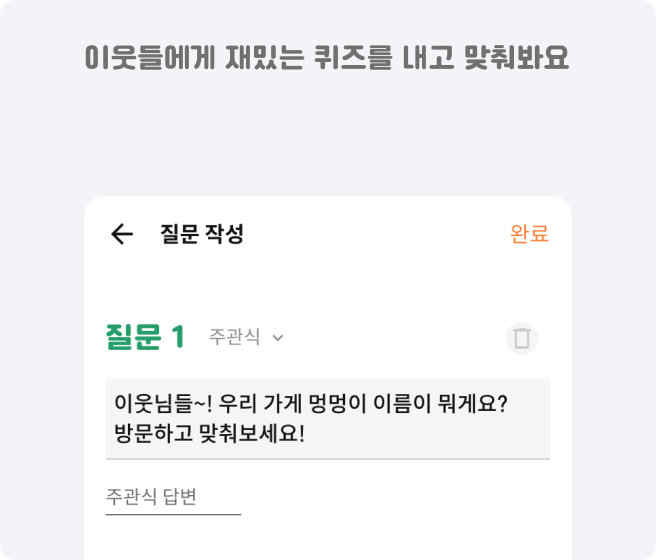 이웃들에게 재밌는 퀴즈를 내고 맞춰봐요
질문 작성
완료
질문 1
주관식
이웃님들~! 우리 가게 멍멍이 이름이 뭐게요?
방문하고 맞춰보세요!
주관식 답변